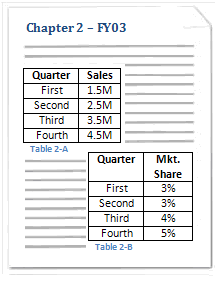 Chapter 2 – FY03
Quarter Sales
First 1.5M
Second 2.5M
Third 3.5M
Fourth 4.5M
Table 2-A
Quarter Mkt.
Share
First 3%
Second 3%
Third 4%
Fourth 5%
Table 2-B